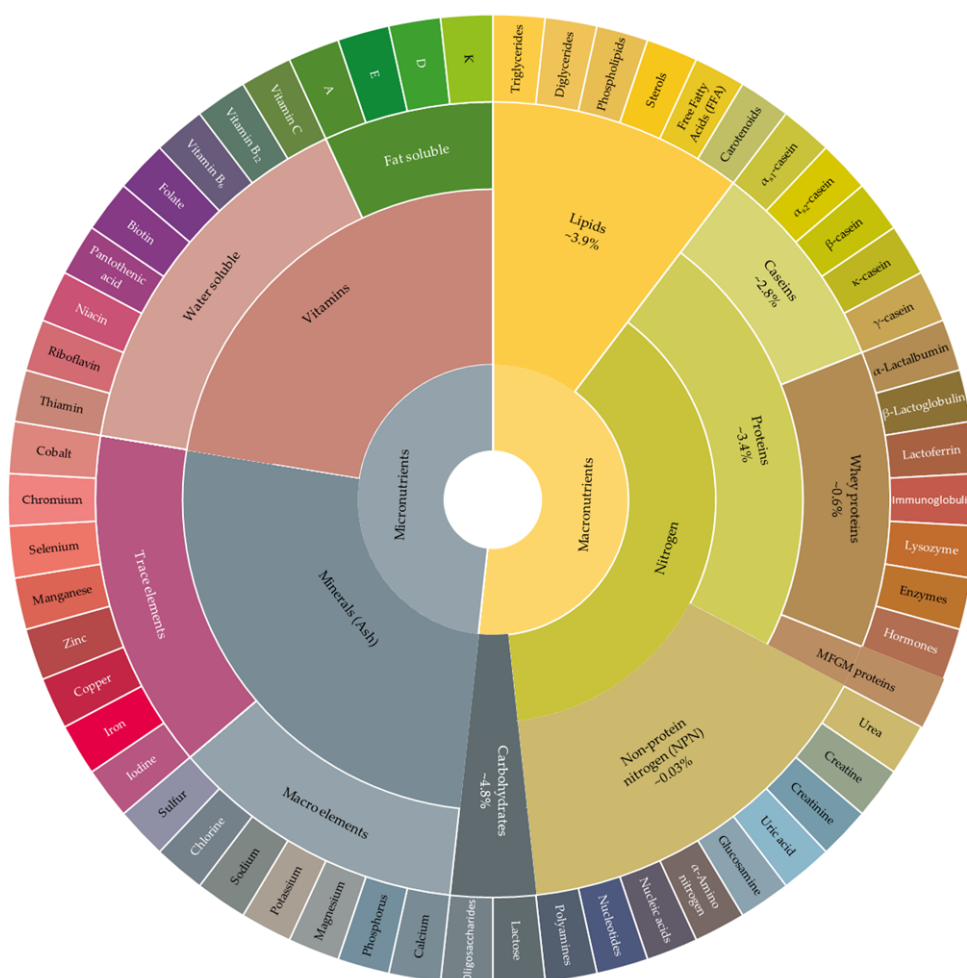 Macronutrients
Lipids
~3.9%
Triglycerides
Diglycerides
Phospholipids
Sterols
Free Fatty
Acids (FFA)
Carotenoids
Nitrogen
Proteins
~3.4%
Caseins
~2.8%
αs1-casein
αs2-casein
β-casein
κ-casein
γ-casein
Whey proteins
~0.6%
α-Lactalbumin
β-Lactoglobulin
Lactoferrin
Immunoglobuli
Lysozyme
Enzymes
Hormones
MFGM proteins
Non-protein
nitrogen (NPN)
~0.03%
Urea
Creatine
Creatinine
Uric acid
Glucosamine
α-Amino
nitrogen
Nucleic acids
Nucleotides
Polyamines
Carbohydrates
~4.8%
Lactose
Oligosaccharides
Micronutrients
Minerals (Ash)
Macro elements
Calcium
Phosphorus
Magnesium
Potassium
Sodium
Chlorine
Sulfur
Trace elements
Iodine
Iron
Copper
Zinc
Manganese
Selenium
Chromium
Cobalt
Vitamins
Water soluble
Thiamin
Riboflavin
Niacin
Pantothenic
acid
Biotin
Folate
Vitamin B6
Vitamin B12
Vitamin C
Fat soluble
A
E
D
K